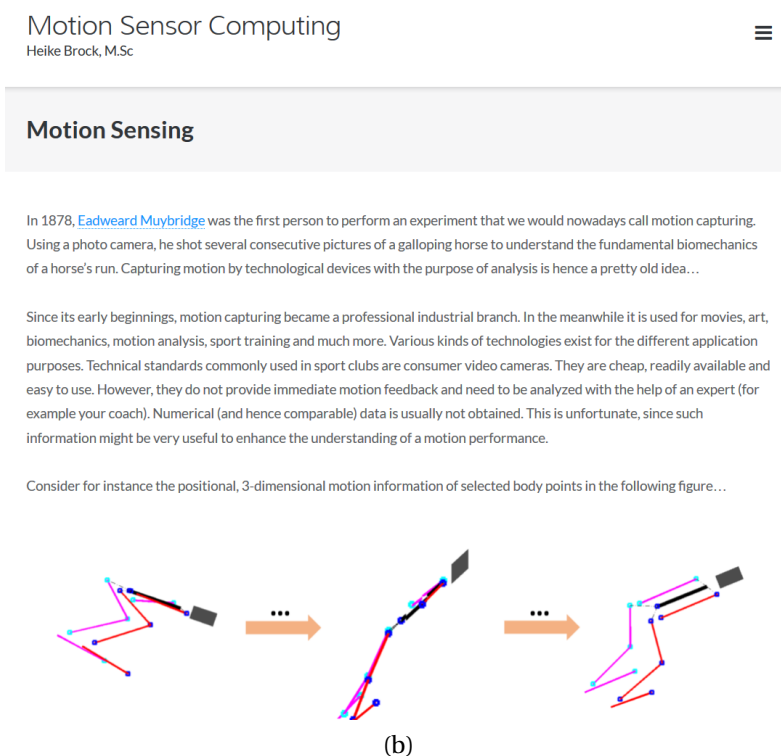 Motion Sensor Computing
Heike Brock, M.Sc
Motion Sensing
In 1878, Eadweard Muybridge was the first person to perform an experiment that we would nowadays call motion capturing.
Using a photo camera, he shot several consecutive pictures of a galloping horse to understand the fundamental biomechanics
of a horse's run. Capturing motion by technological devices with the purpose of analysis is hence a pretty old idea…
Since its early beginnings, motion capturing became a professional industrial branch. In the meanwhile it is used for movies, art,
biomechanics, motion analysis, sport training and much more. Various kinds of technologies exist for the different application
purposes. Technical standards commonly used in sport clubs are consumer video cameras. They are cheap, readily available and
easy to use. However, they do not provide immediate motion feedback and need to be analyzed with the help of an expert (for
example your coach). Numerical (and hence comparable) data is usually not obtained. This is unfortunate, since such
information might be very useful to enhance the understanding of a motion performance.
Consider for instance the positional, 3-dimensional motion information of selected body points in the following figure…
... ...
(b)